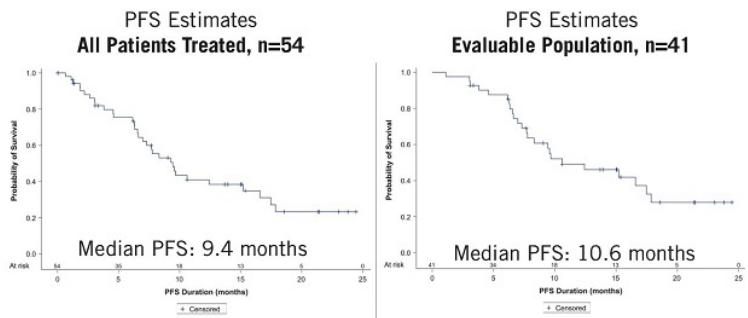 PFS Estimates
All Patients Treated, n=54
Probability of Survival
1.0
0.8
0.6
0.4
0.2
0.0
Median PFS: 9.4 months
At risk
54
35
18
13
5
0
0
5
10
15
20
25
PFS Duration (months)
+ Censored
PFS Estimates
Evaluable Population, n=41
Probability of Survival
1.0
0.8
0.6
0.4
0.2
0.0
Median PFS: 10.6 months
At risk
41
34
18
13
5
0
0
5
10
15
20
25
PFS Duration (months)
+ Censored